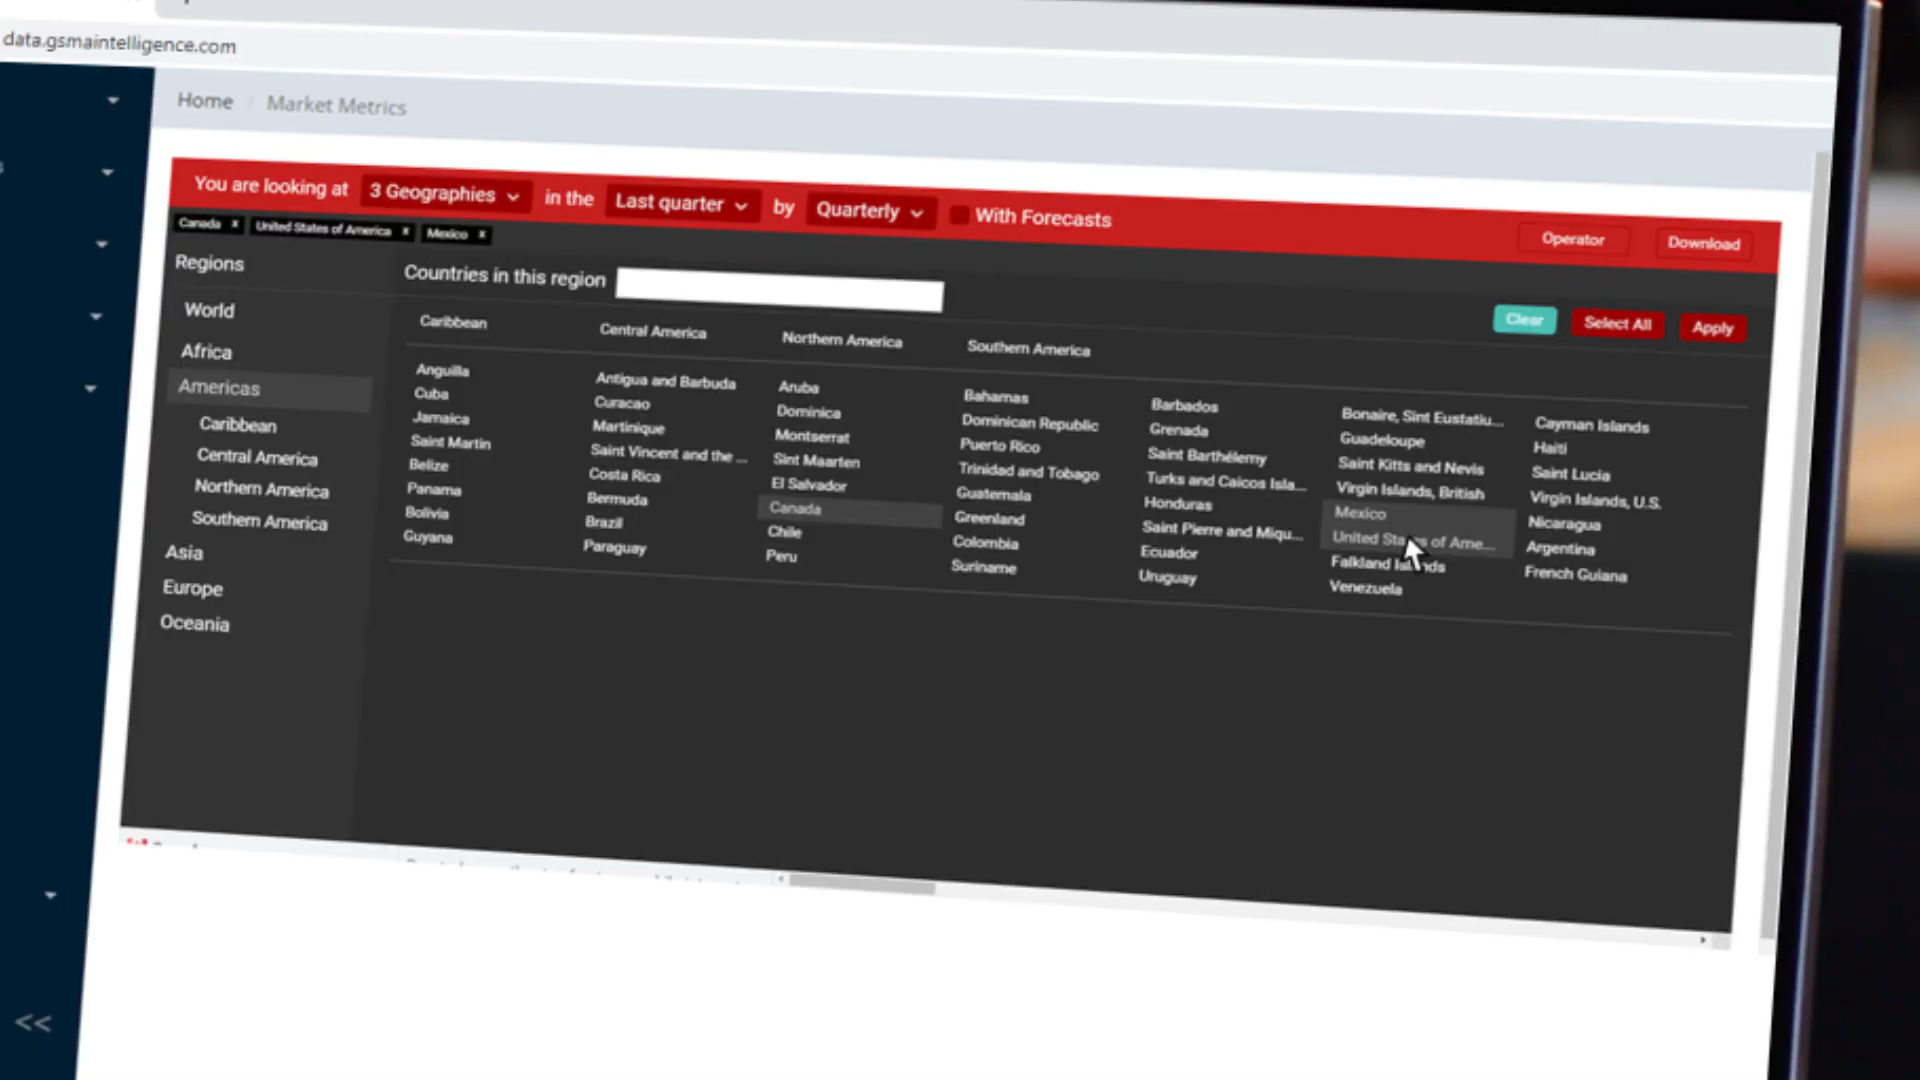 data.gsmaintelligence.com
Home / Market Metrics
You are looking at 3 Geographies in the Last quarter by Quarterly With Forecasts
Operator Download
Canada x United States of America x Mexico x
Regions
Countries in this region
Clear Select All Apply
World
Africa
Americas
Caribbean
Central America
Northern America
Southern America
Asia
Europe
Oceania
Caribbean Central America Northern America Southern America
Anguilla Antigua and Barbuda Aruba Bahamas Barbados Bonaire, Sint Eustatiu... Cayman Islands
Cuba Curacao Dominica Dominican Republic Grenada Guadeloupe Haiti
Jamaica Martinique Montserrat Puerto Rico Saint Barthélemy Saint Kitts and Nevis Saint Lucia
Saint Martin Saint Vincent and the ... Sint Maarten Trinidad and Tobago Turks and Caicos Isla... Virgin Islands, British Virgin Islands, U.S.
Belize Costa Rica El Salvador Guatemala Honduras Mexico Nicaragua
Panama Bermuda Canada Greenland Saint Pierre and Miqu... United States of Ame... Argentina
Bolivia Brazil Chile Colombia Ecuador Falkland Islands French Guiana
Guyana Paraguay Peru Suriname Uruguay Venezuela
<<